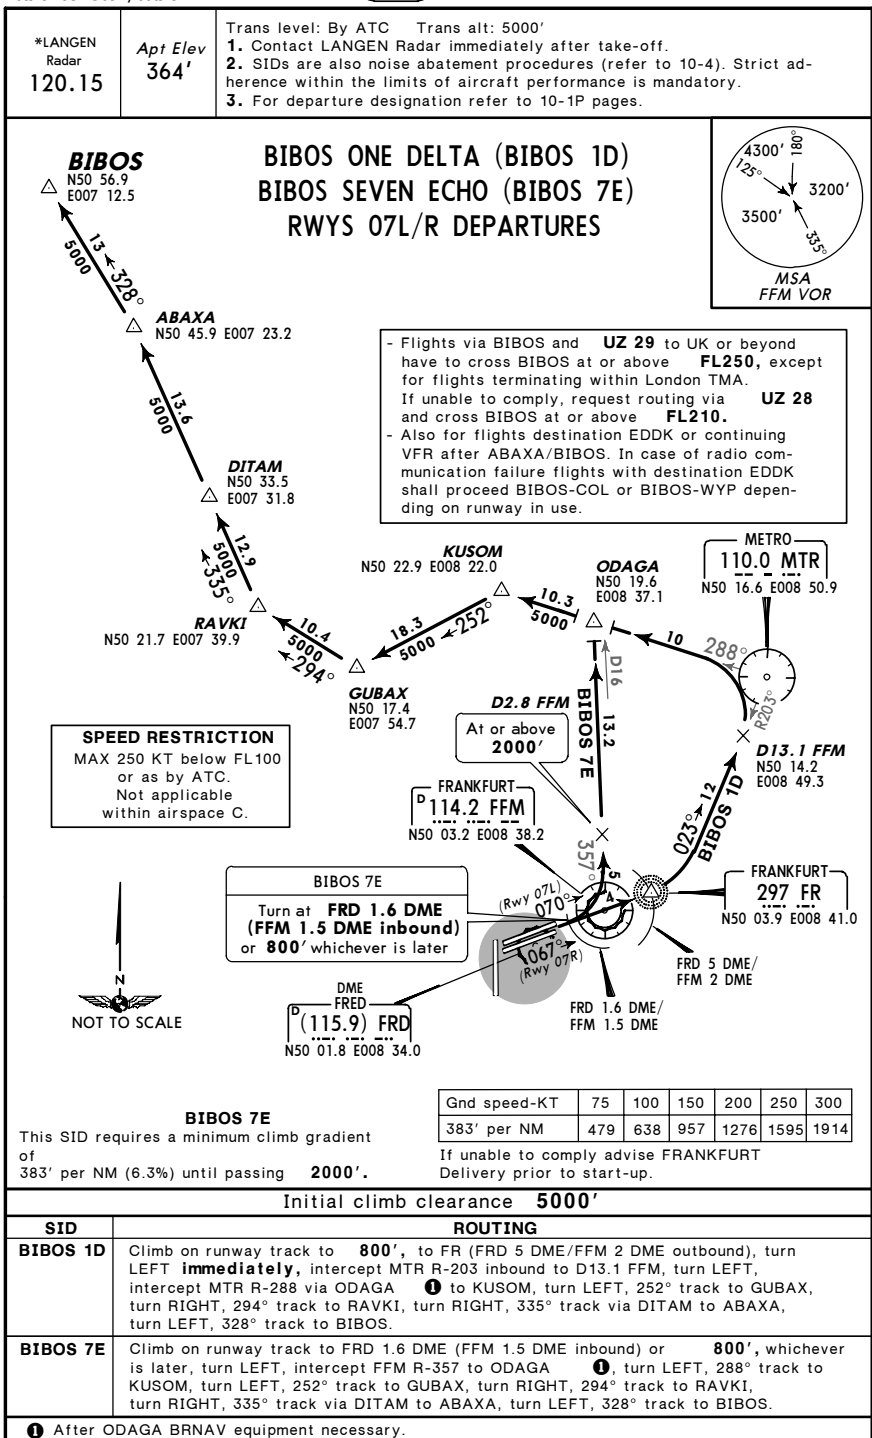 *LANGEN
Radar
120.15
Apt Elev
364'
Trans level: By ATC Trans alt: 5000'
1. Contact LANGEN Radar immediately after take-off.
2. SIDs are also noise abatement procedures (refer to 10-4). Strict ad-
herence within the limits of aircraft performance is mandatory.
3. For departure designation refer to 10-1P pages.
BIBOS ONE DELTA (BIBOS 1D)
BIBOS SEVEN ECHO (BIBOS 7E)
RWYS 07L/R DEPARTURES
4300'
180°
125°
3200'
3500'
335°
MSA
FFM VOR
BIBOS
N50 56.9
E007 12.5
13
328°
5000
ABAXA
N50 45.9 E007 23.2
13.6
5000
- Flights via BIBOS and UZ 29 to UK or beyond
have to cross BIBOS at or above FL250, except
for flights terminating within London TMA.
If unable to comply, request routing via UZ 28
and cross BIBOS at or above FL210.
- Also for flights destination EDDK or continuing
VFR after ABAXA/BIBOS. In case of radio com-
munication failure flights with destination EDDK
shall proceed BIBOS-COL or BIBOS-WYP depen-
ding on runway in use.
DITAM
N50 33.5
E007 31.8
12.9
5000
335°
RAVKI
N50 21.7 E007 39.9
10.4
5000
294°
GUBAX
N50 17.4
E007 54.7
18.3
5000
252°
KUSOM
N50 22.9 E008 22.0
10.3
5000
ODAGA
N50 19.6
E008 37.1
METRO
110.0 MTR
N50 16.6 E008 50.9
10
288°
R203°
D16
BIBOS 7E
13.2
D2.8 FFM
At or above
2000'
D13.1 FFM
N50 14.2
E008 49.3
SPEED RESTRICTION
MAX 250 KT below FL100
or as by ATC.
Not applicable
within airspace C.
FRANKFURT
D 114.2 FFM
N50 03.2 E008 38.2
023°
12
BIBOS 1D
357°
5
4
FRANKFURT
297 FR
N50 03.9 E008 41.0
BIBOS 7E
Turn at FRD 1.6 DME
(FFM 1.5 DME inbound)
or 800' whichever is later
(Rwy 07L)
070°
067°
(Rwy 07R)
FRD 5 DME/
FFM 2 DME
FRD 1.6 DME/
FFM 1.5 DME
DME
FRED
D (115.9) FRD
N50 01.8 E008 34.0
N
NOT TO SCALE
BIBOS 7E
This SID requires a minimum climb gradient
of
383' per NM (6.3%) until passing 2000'.
Gnd speed-KT 75 100 150 200 250 300
383' per NM 479 638 957 1276 1595 1914
If unable to comply advise FRANKFURT
Delivery prior to start-up.
Initial climb clearance 5000'
SID ROUTING
BIBOS 1D Climb on runway track to 800', to FR (FRD 5 DME/FFM 2 DME outbound), turn
LEFT immediately, intercept MTR R-203 inbound to D13.1 FFM, turn LEFT,
intercept MTR R-288 via ODAGA ❶ to KUSOM, turn LEFT, 252° track to GUBAX,
turn RIGHT, 294° track to RAVKI, turn RIGHT, 335° track via DITAM to ABAXA,
turn LEFT, 328° track to BIBOS.
BIBOS 7E Climb on runway track to FRD 1.6 DME (FFM 1.5 DME inbound) or 800', whichever
is later, turn LEFT, intercept FFM R-357 to ODAGA ❶, turn LEFT, 288° track to
KUSOM, turn LEFT, 252° track to GUBAX, turn RIGHT, 294° track to RAVKI,
turn RIGHT, 335° track via DITAM to ABAXA, turn LEFT, 328° track to BIBOS.
❶ After ODAGA BRNAV equipment necessary.